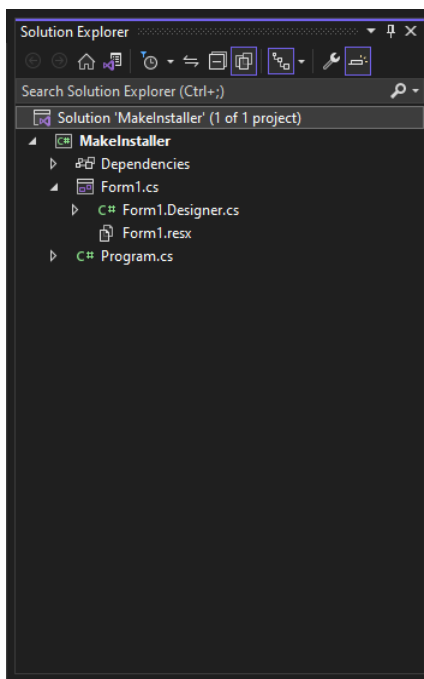 Solution Explorer
Search Solution Explorer (Ctrl+;)
Solution 'MakeInstaller' (1 of 1 project)
C# MakeInstaller
Dependencies
Form1.cs
C# Form1.Designer.cs
Form1.resx
C# Program.cs